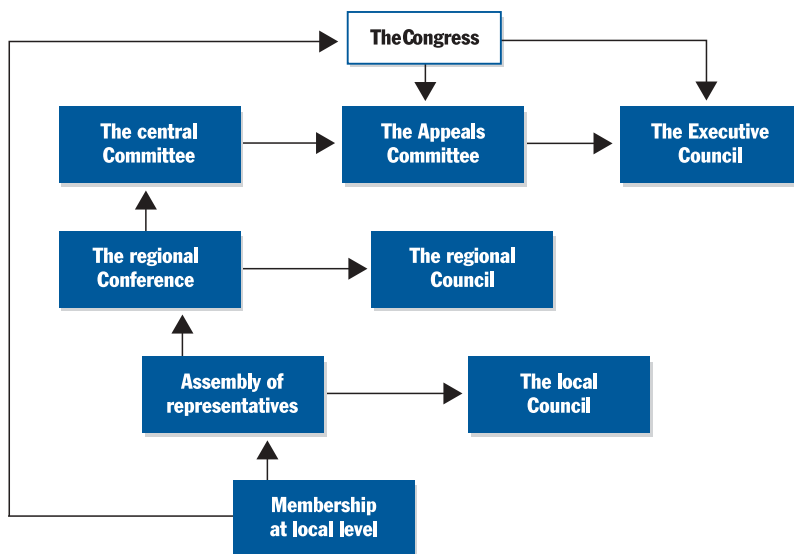 TheCongress
The central
Committee
The Appeals
Committee
The Executive
Council
The regional
Conference
The regional
Council
Assembly of
representatives
The local
Council
Membership
at local level